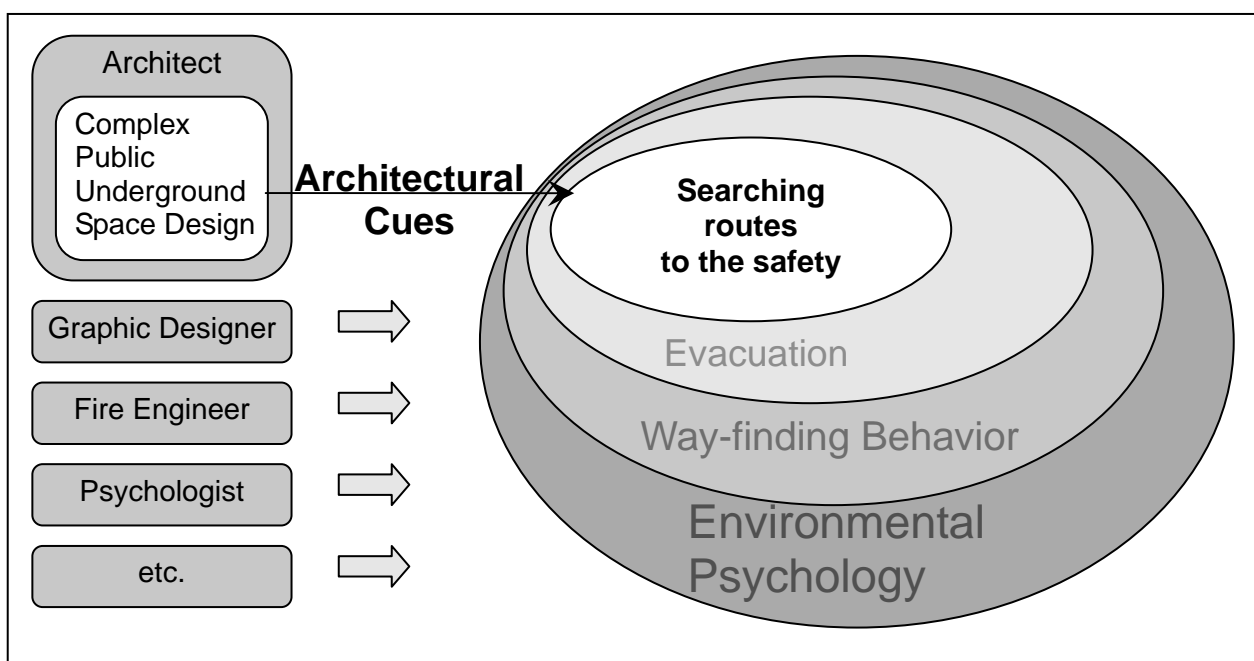 Architect
Complex
Public
Underground
Space Design
Architectural
Cues
Graphic Designer
Fire Engineer
Psychologist
etc.
Searching
routes
to the safety
Evacuation
Way-finding Behavior
Environmental
Psychology